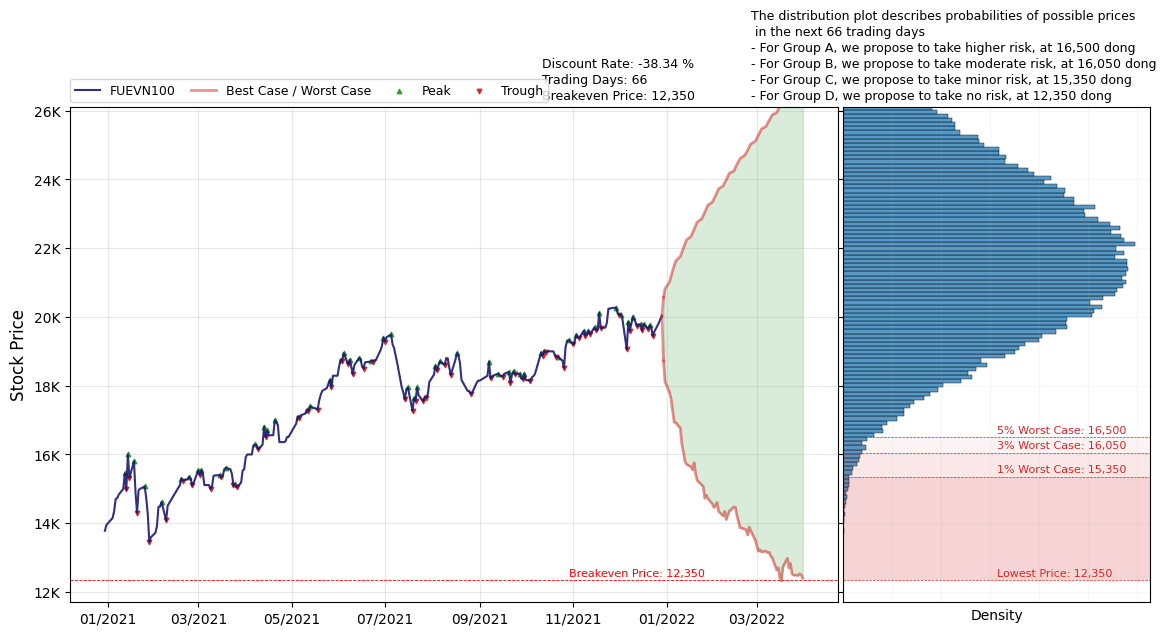 The distribution plot describes probabilities of possible prices
in the next 66 trading days
- For Group A, we propose to take higher risk, at 16,500 dong
- For Group B, we propose to take moderate risk, at 16,050 dong
- For Group C, we propose to take minor risk, at 15,350 dong
- For Group D, we propose to take no risk, at 12,350 dong
Discount Rate: -38.34 %
Trading Days: 66
Breakeven Price: 12,350
FUEVN100
Best Case / Worst Case
Peak
Trough
26K
24K
22K
20K
18K
16K
14K
12K
Stock Price
5% Worst Case: 16,500
3% Worst Case: 16,050
1% Worst Case: 15,350
Breakeven Price: 12,350
Lowest Price: 12,350
01/2021
03/2021
05/2021
07/2021
09/2021
11/2021
01/2022
03/2022
Density